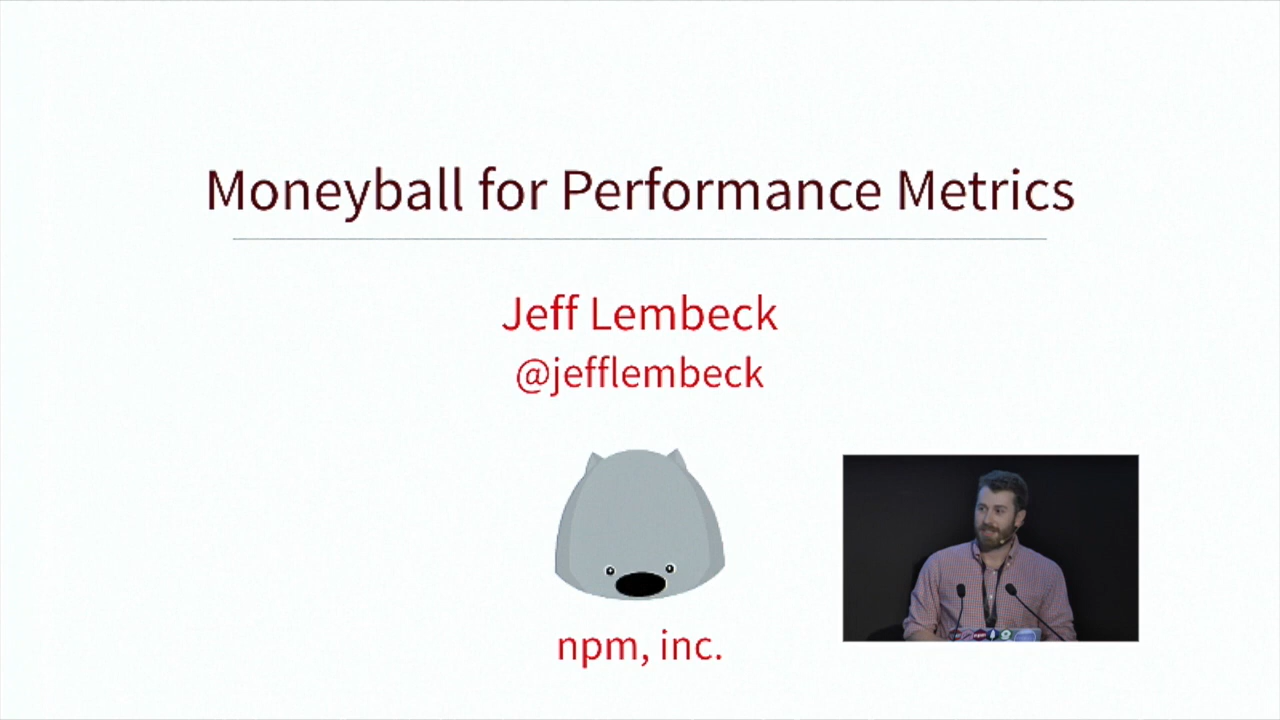 Moneyball for Performance Metrics
Jeff Lembeck
@jefflembeck
npm, inc.